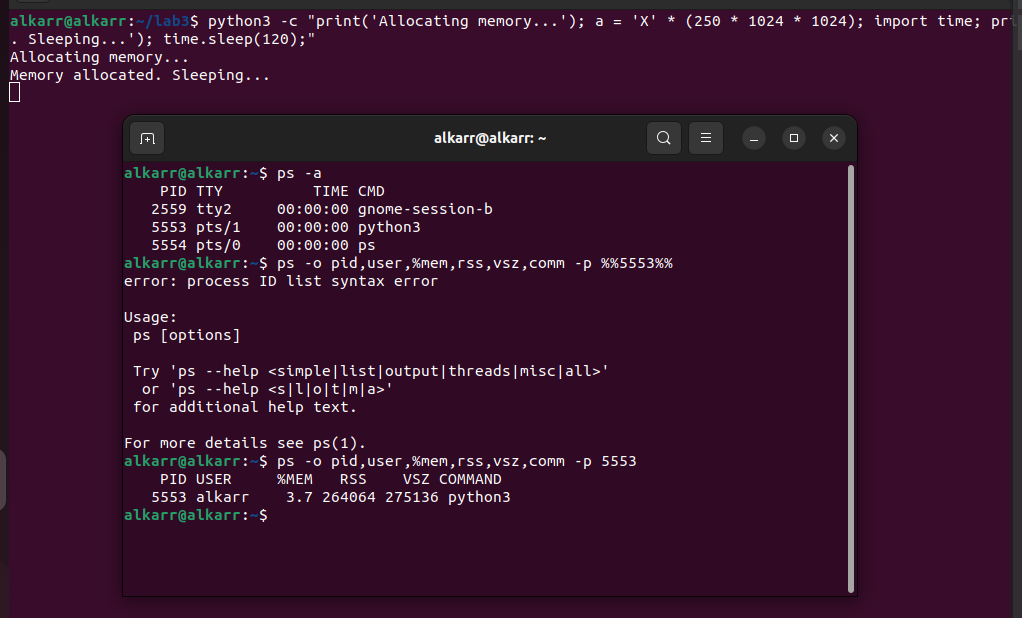 alkarr@alkarr:~/lab3$ python3 -c "print('Allocating memory...'); a = 'X' * (250 * 1024 * 1024); import time; pri
. Sleeping...'); time.sleep(120);"
Allocating memory...
Memory allocated. Sleeping...
alkarr@alkarr: ~
alkarr@alkarr:~$ ps -a
    PID TTY          TIME CMD
   2559 tty2     00:00:00 gnome-session-b
   5553 pts/1    00:00:00 python3
   5554 pts/0    00:00:00 ps
alkarr@alkarr:~$ ps -o pid,user,%mem,rss,vsz,comm -p %%5553%%
error: process ID list syntax error

Usage:
 ps [options]

 Try 'ps --help <simple|list|output|threads|misc|all>'
  or 'ps --help <s|l|o|t|m|a>'
 for additional help text.

For more details see ps(1).
alkarr@alkarr:~$ ps -o pid,user,%mem,rss,vsz,comm -p 5553
    PID USER     %MEM   RSS    VSZ COMMAND
   5553 alkarr    3.7 264064 275136 python3
alkarr@alkarr:~$